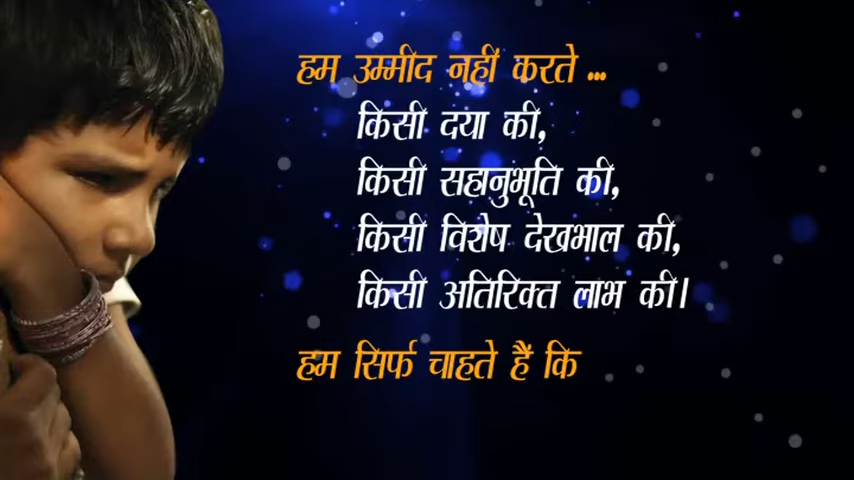 हम उम्मीद नहीं करते ...
किसी दया की,
किसी सहानुभूति की,
किसी विशेष देखभाल की,
किसी अतिरिक्त लाभ की।
हम सिर्फ चाहते हैं कि